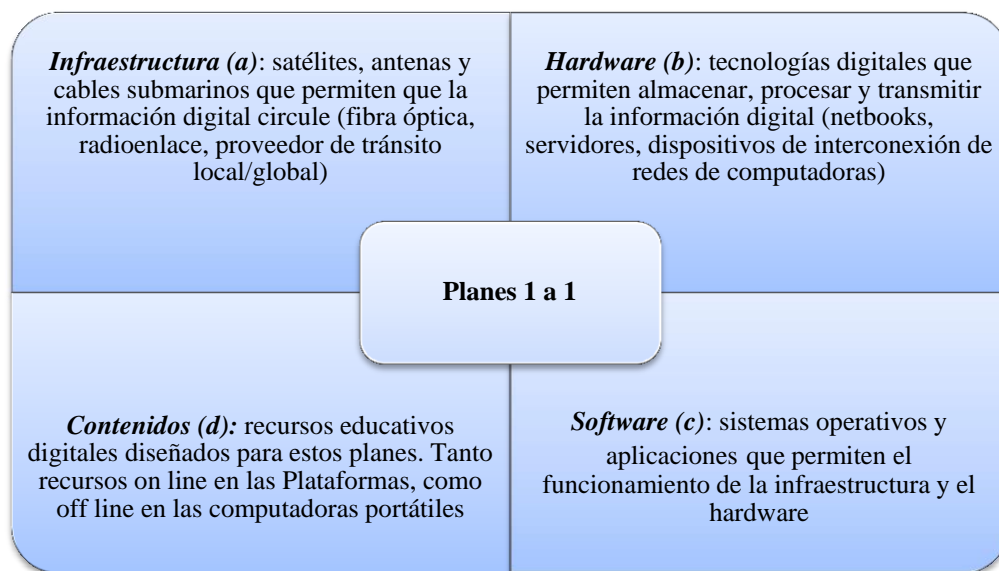 Infraestructura (a): satélites, antenas y
cables submarinos que permiten que la
información digital circule (fibra óptica,
radioenlace, proveedor de tránsito
local/global)
Hardware (b): tecnologías digitales que
permiten almacenar, procesar y transmitir
la información digital (netbooks,
servidores, dispositivos de interconexión de
redes de computadoras)
Planes 1 a 1
Contenidos (d): recursos educativos
digitales diseñados para estos planes. Tanto
recursos on line en las Plataformas, como
off line en las computadoras portátiles
Software (c): sistemas operativos y
aplicaciones que permiten el
funcionamiento de la infraestructura y el
hardware